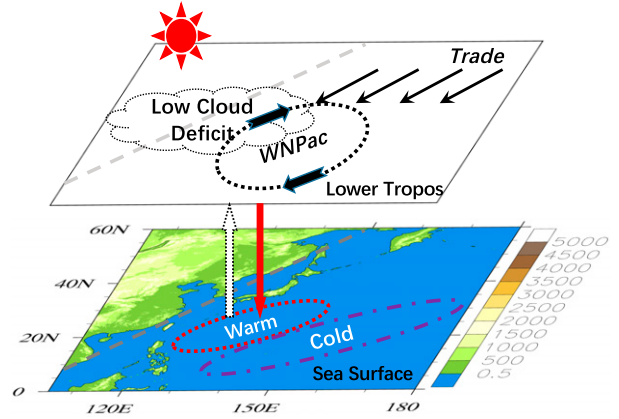 Trade
Low Cloud
Deficit
WNPac
Lower Tropos
60N
40N
20N
0
Warm
Cold
Sea Surface
120E
150E
180
5000
4500
4000
3500
3000
2500
2000
1500
1000
500
0.5